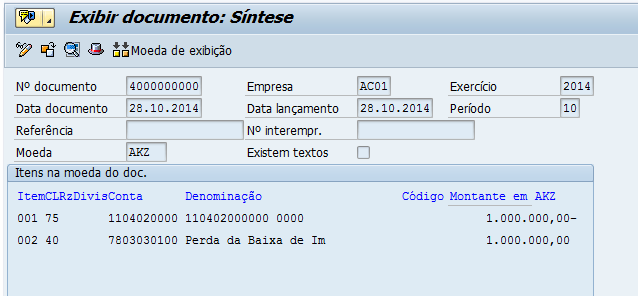 Exibir documento: Síntese
Moeda de exibição
Nº documento 4000000000 Empresa AC01 Exercício 2014
Data documento 28.10.2014 Data lançamento 28.10.2014 Período 10
Referência Nº interempr.
Moeda AKZ Existem textos
Itens na moeda do doc.
ItemCLRzDivisConta Denominação Código Montante em AKZ
001 75 1104020000 110402000000 0000 1.000.000,00-
002 40 7803030100 Perda da Baixa de Im 1.000.000,00